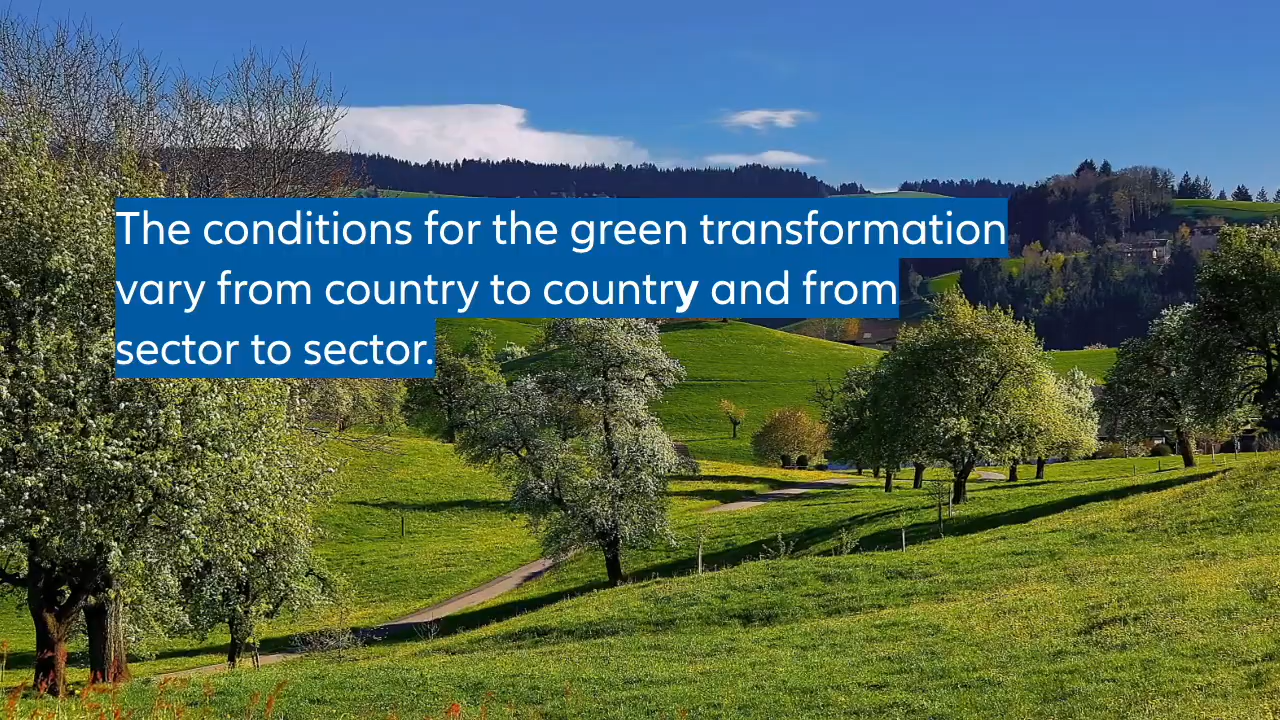 The conditions for the green transformation
vary from country to country and from
sector to sector.